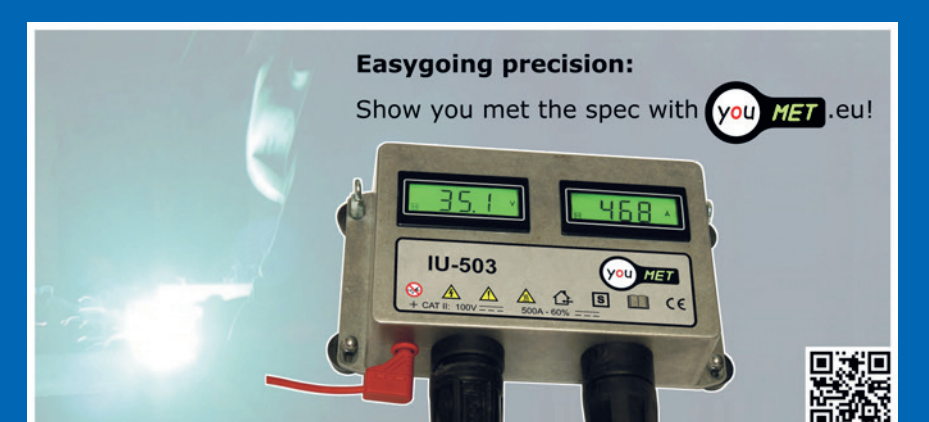 Easygoing precision:
Show you met the spec with you MET .eu!
35.1 V
468 A
IU-503
you MET
+ CAT II: 100V
500A - 60%
S
CE